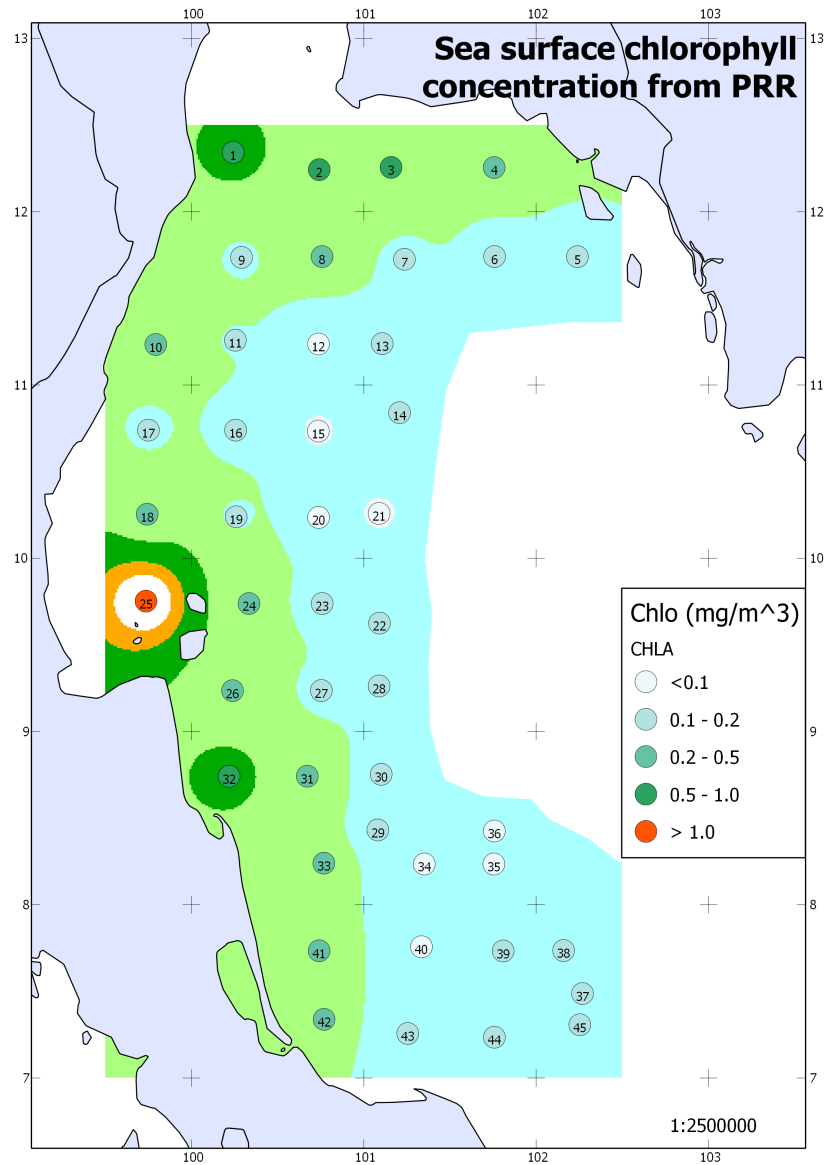 100 101 102 103
13 13
Sea surface chlorophyll
concentration from PRR
1 2 3 4
12 12
9 8 7 6 5
10 11 12 13
11 11
14
17 16 15
18 19 20 21
10 10
25 24 23
22
Chlo (mg/m^3)
CHLA
<0.1
0.1 - 0.2
0.2 - 0.5
0.5 - 1.0
> 1.0
26 27 28
9 9
32 31 30
29 36
33 34 35
8 8
41 40 39 38
37
42 43 44 45
7 7
1:2500000
100 101 102 103